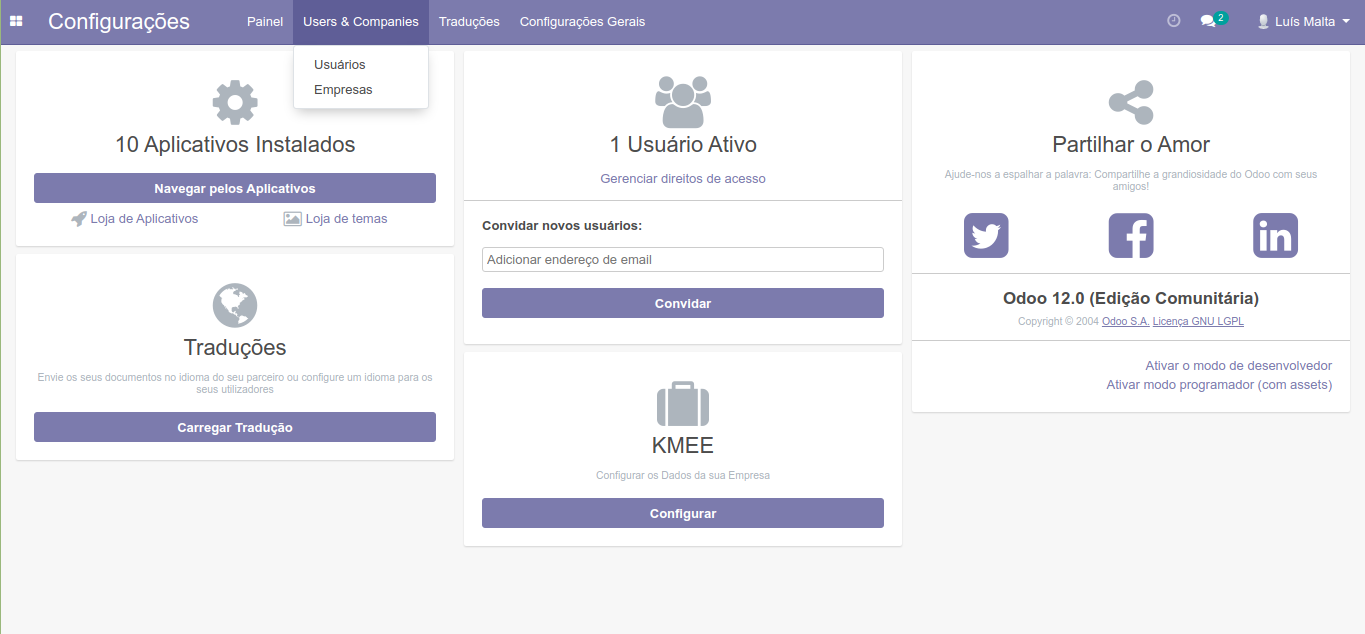 Configurações
Painel
Users & Companies
Traduções
Configurações Gerais
2
Luís Malta
Usuários
Empresas
10 Aplicativos Instalados
Navegar pelos Aplicativos
Loja de Aplicativos
Loja de temas
Traduções
Envie os seus documentos no idioma do seu parceiro ou configure um idioma para os
seus utilizadores
Carregar Tradução
1 Usuário Ativo
Gerenciar direitos de acesso
Convidar novos usuários:
Adicionar endereço de email
Convidar
KMEE
Configurar os Dados da sua Empresa
Configurar
Partilhar o Amor
Ajude-nos a espalhar a palavra: Compartilhe a grandiosidade do Odoo com seus
amigos!
Odoo 12.0 (Edição Comunitária)
Copyright © 2004 Odoo S.A. Licença GNU LGPL
Ativar o modo de desenvolvedor
Ativar modo programador (com assets)